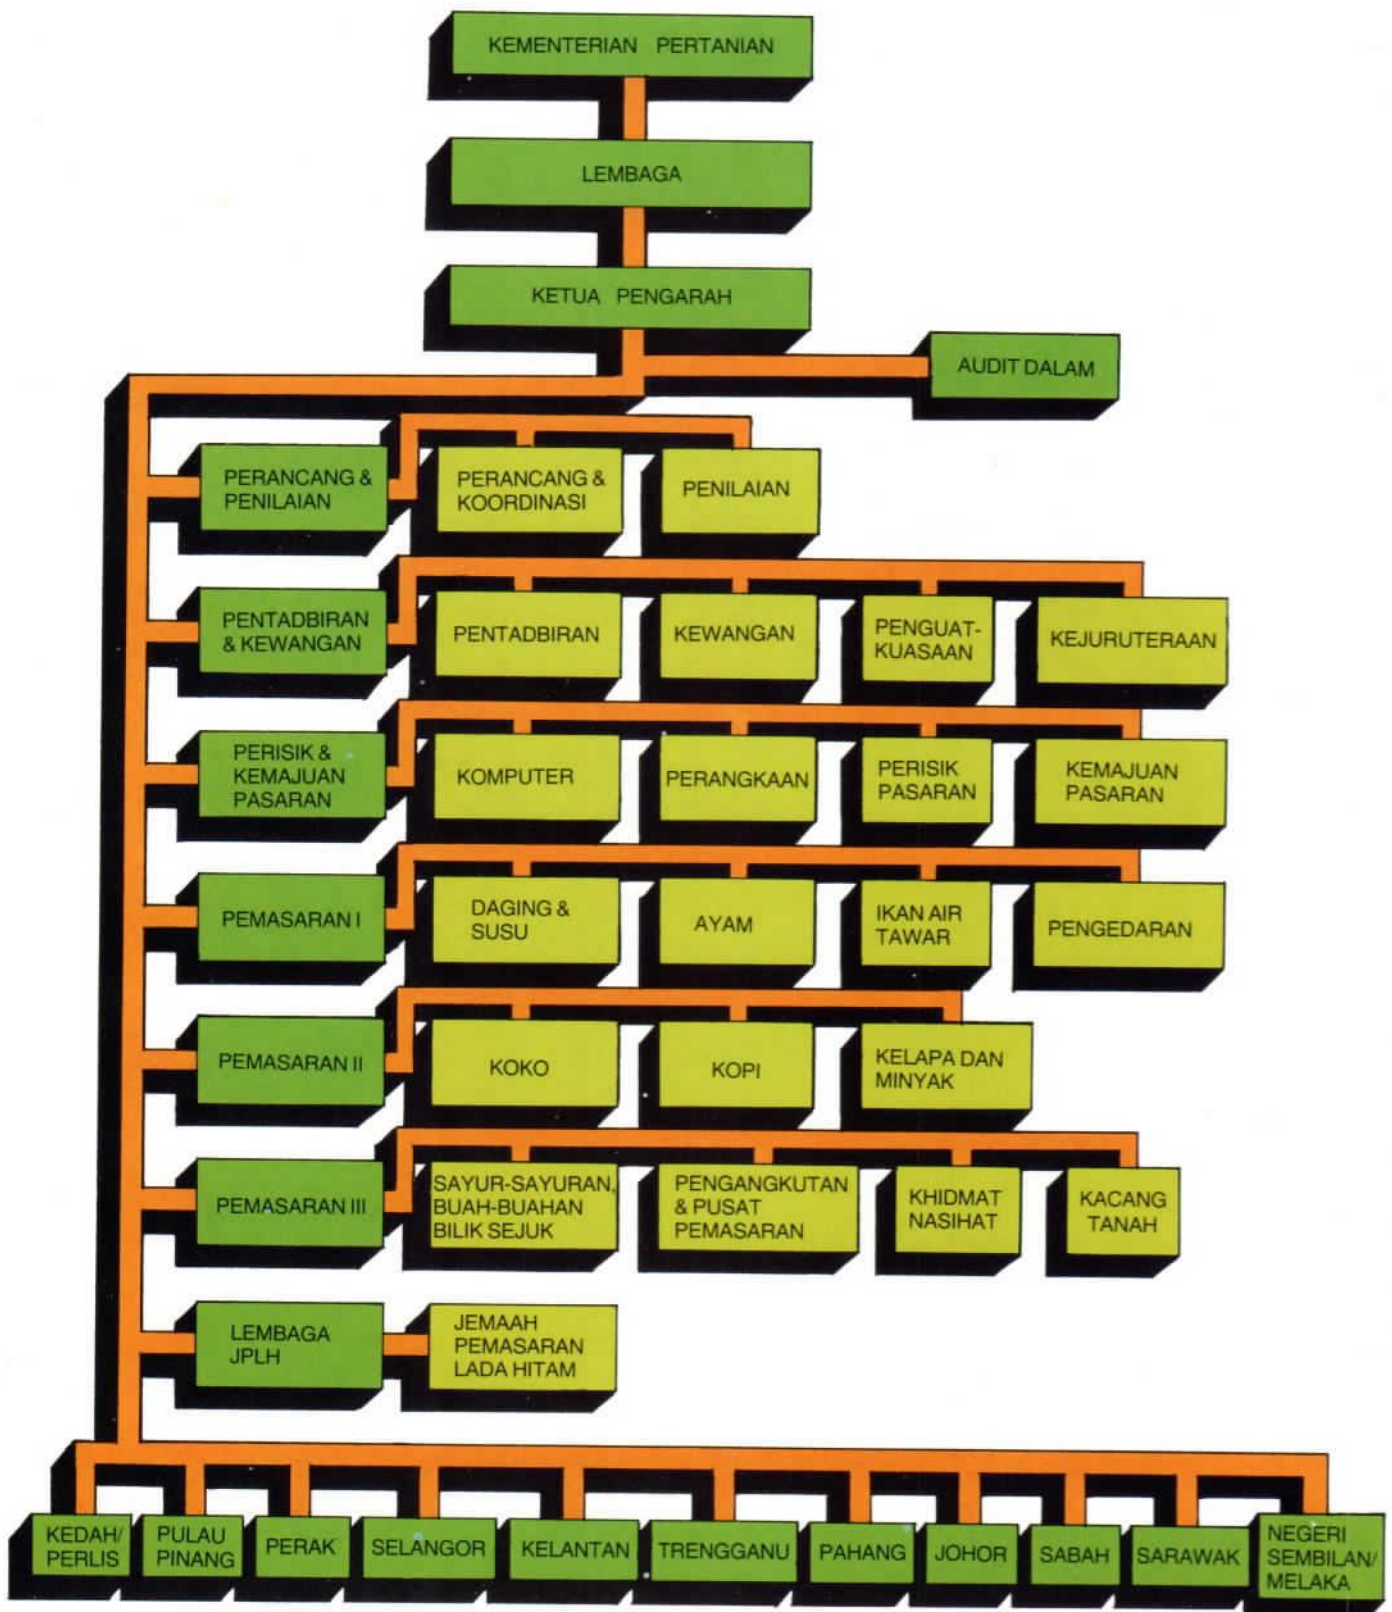 KEMENTERIAN PERTANIAN
LEMBAGA
KETUA PENGARAH
AUDIT DALAM
PERANCANG &
PENILAIAN
PERANCANG &
KOORDINASI
PENILAIAN
PENTADBIRAN
& KEWANGAN
PENTADBIRAN
KEWANGAN
PENGUAT-
KUASAAN
KEJURUTERAAN
PERISIK &
KEMAJUAN
PASARAN
KOMPUTER
PERANGKAAN
PERISIK
PASARAN
KEMAJUAN
PASARAN
PEMASARAN I
DAGING &
SUSU
AYAM
IKAN AIR
TAWAR
PENGEDARAN
PEMASARAN II
KOKO
KOPI
KELAPA DAN
MINYAK
PEMASARAN III
SAYUR-SAYURAN,
BUAH-BUAHAN
BILIK SEJUK
PENGANGKUTAN
& PUSAT
PEMASARAN
KHIDMAT
NASIHAT
KACANG
TANAH
LEMBAGA
JPLH
JEMAAH
PEMASARAN
LADA HITAM
KEDAH/
PERLIS
PULAU
PINANG
PERAK
SELANGOR
KELANTAN
TRENGGANU
PAHANG
JOHOR
SABAH
SARAWAK
NEGERI
SEMBILAN/
MELAKA